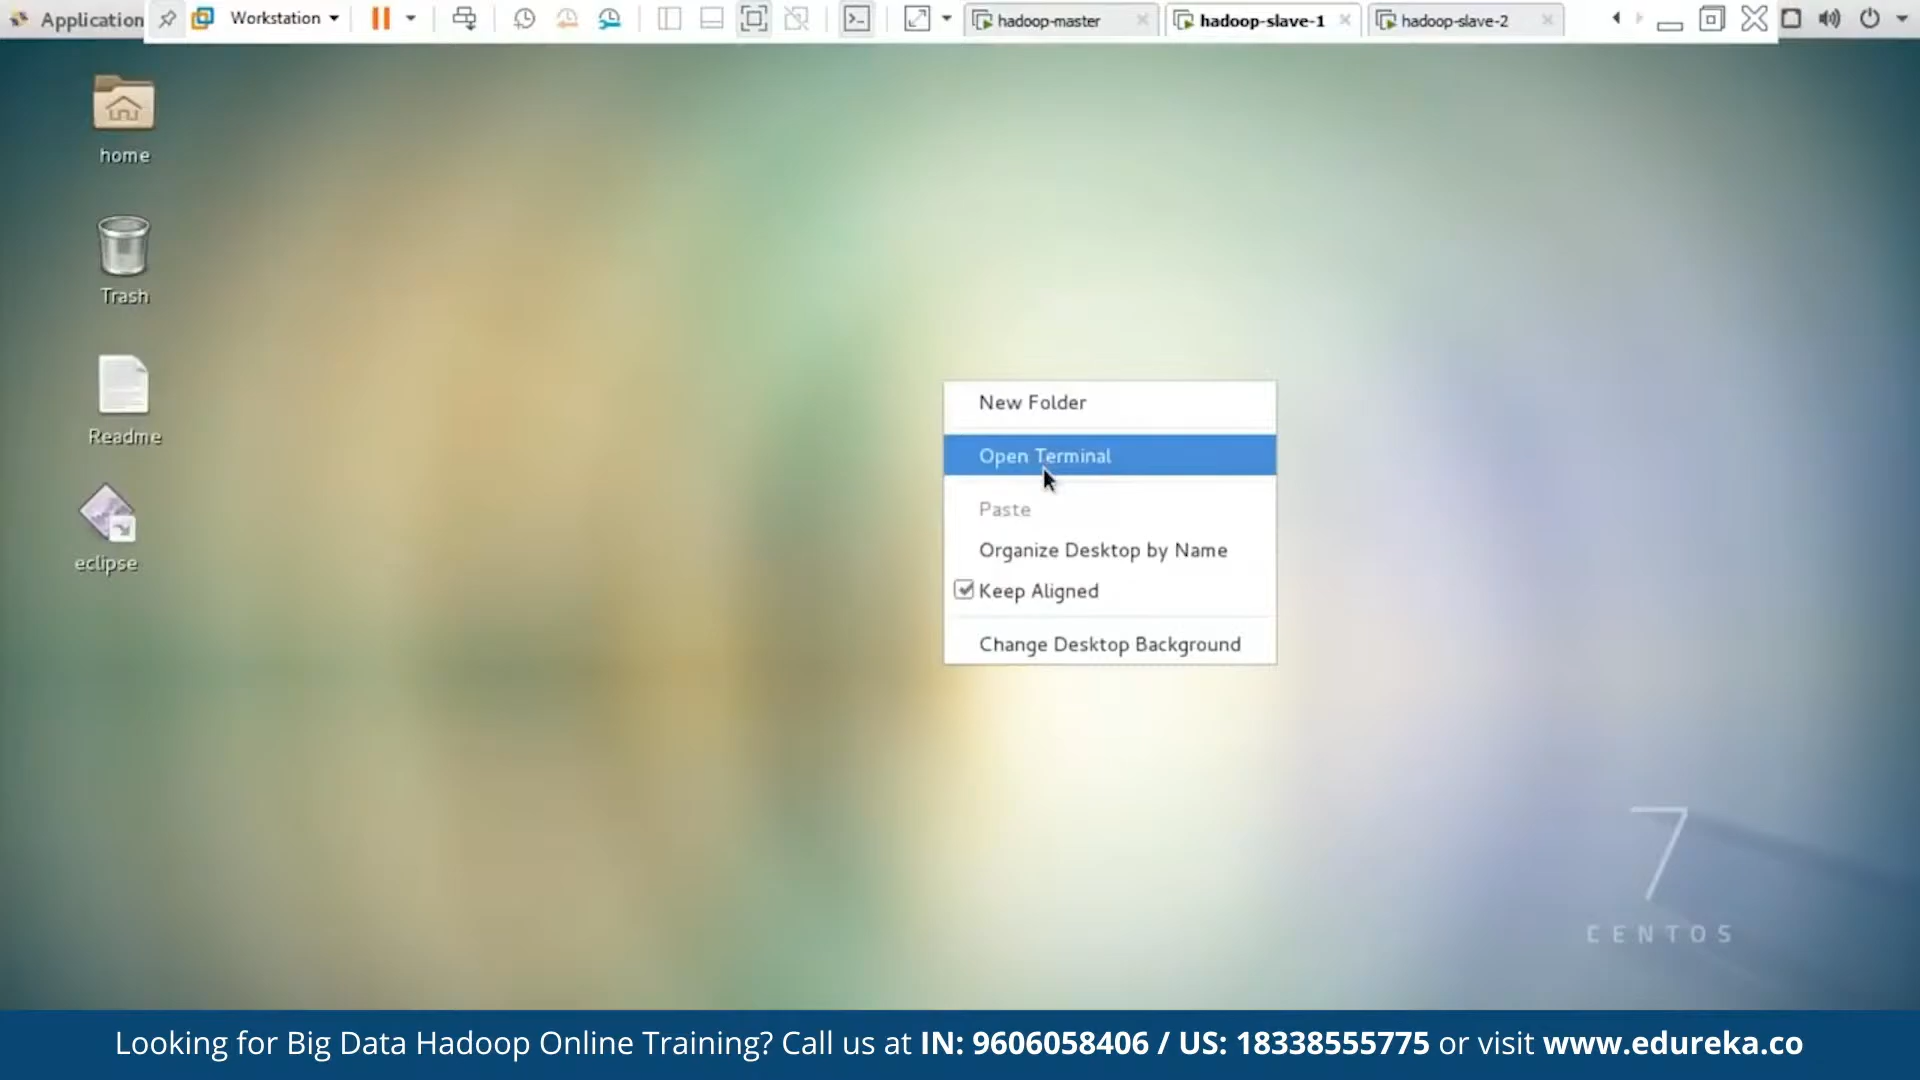 Application
Workstation
hadoop-master
hadoop-slave-1
hadoop-slave-2
home
Trash
Readme
eclipse
New Folder
Open Terminal
Paste
Organize Desktop by Name
Keep Aligned
Change Desktop Background
7
CENTOS
Looking for Big Data Hadoop Online Training? Call us at IN: 9606058406 / US: 18338555775 or visit www.edureka.co